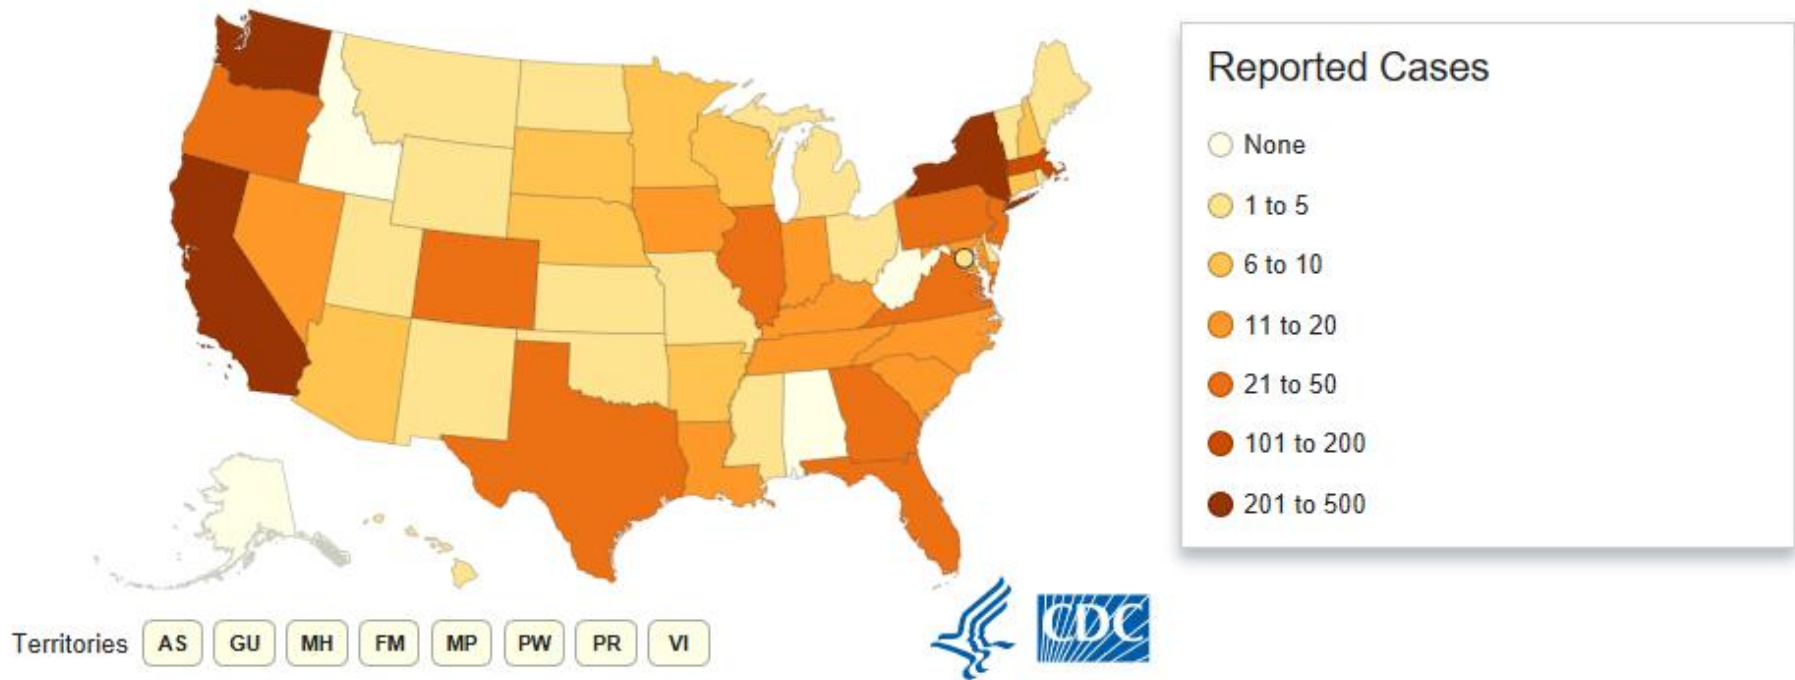 Reported Cases
None
1 to 5
6 to 10
11 to 20
21 to 50
101 to 200
201 to 500
Territories AS GU MH FM MP PW PR VI
CDC